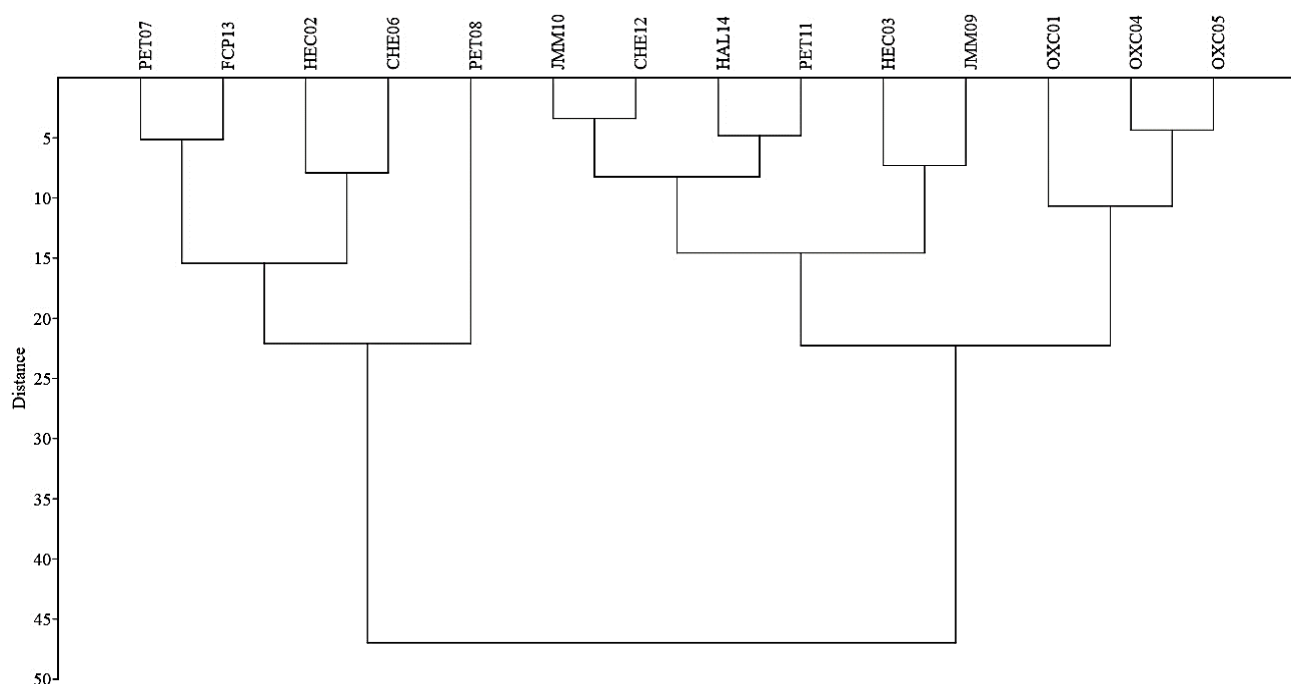 PET07
FCP13
HEC02
CHE06
PET08
JMM10
CHE12
HAL14
PET11
HEC03
JMM09
OXC01
OXC04
OXC05
5
10
15
20
25
30
35
40
45
50
Distance